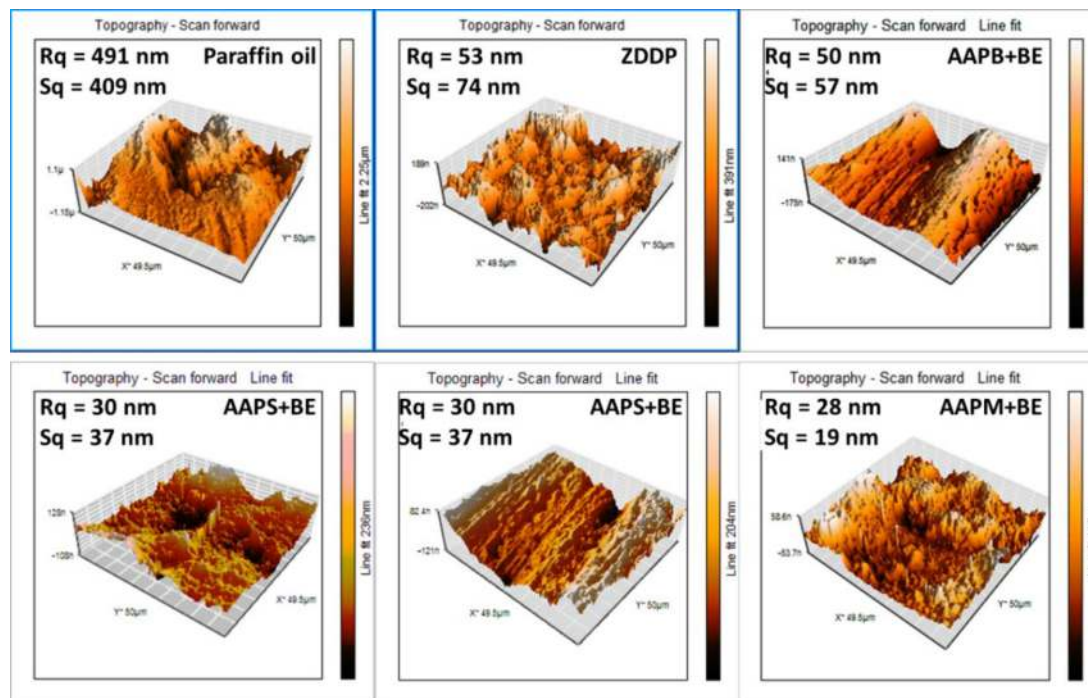 Topography - Scan forward
Rq = 491 nm Paraffin oil
Sq = 409 nm
1.1µ
-1.15µ
X* 49.5µm
Y* 50µm
Line fit 2.25µm
Topography - Scan forward
Rq = 53 nm ZDDP
Sq = 74 nm
189n
-202n
X* 49.5µm
Y* 50µm
Line fit 391nm
Topography - Scan forward Line fit
Rq = 50 nm AAPB+BE
Sq = 57 nm
141n
-175n
X* 49.5µm
Y* 50µm
Topography - Scan forward Line fit
Rq = 30 nm AAPS+BE
Sq = 37 nm
128n
-108n
Y* 50µm
X* 49.5µm
Line fit 236nm
Topography - Scan forward Line fit
Rq = 30 nm AAPS+BE
Sq = 37 nm
82.4n
-121n
X* 49.5µm
Y* 50µm
Line fit 204nm
Topography - Scan forward Line fit
Rq = 28 nm AAPM+BE
Sq = 19 nm
-53.7n
X* 49.5µm
Y* 50µm